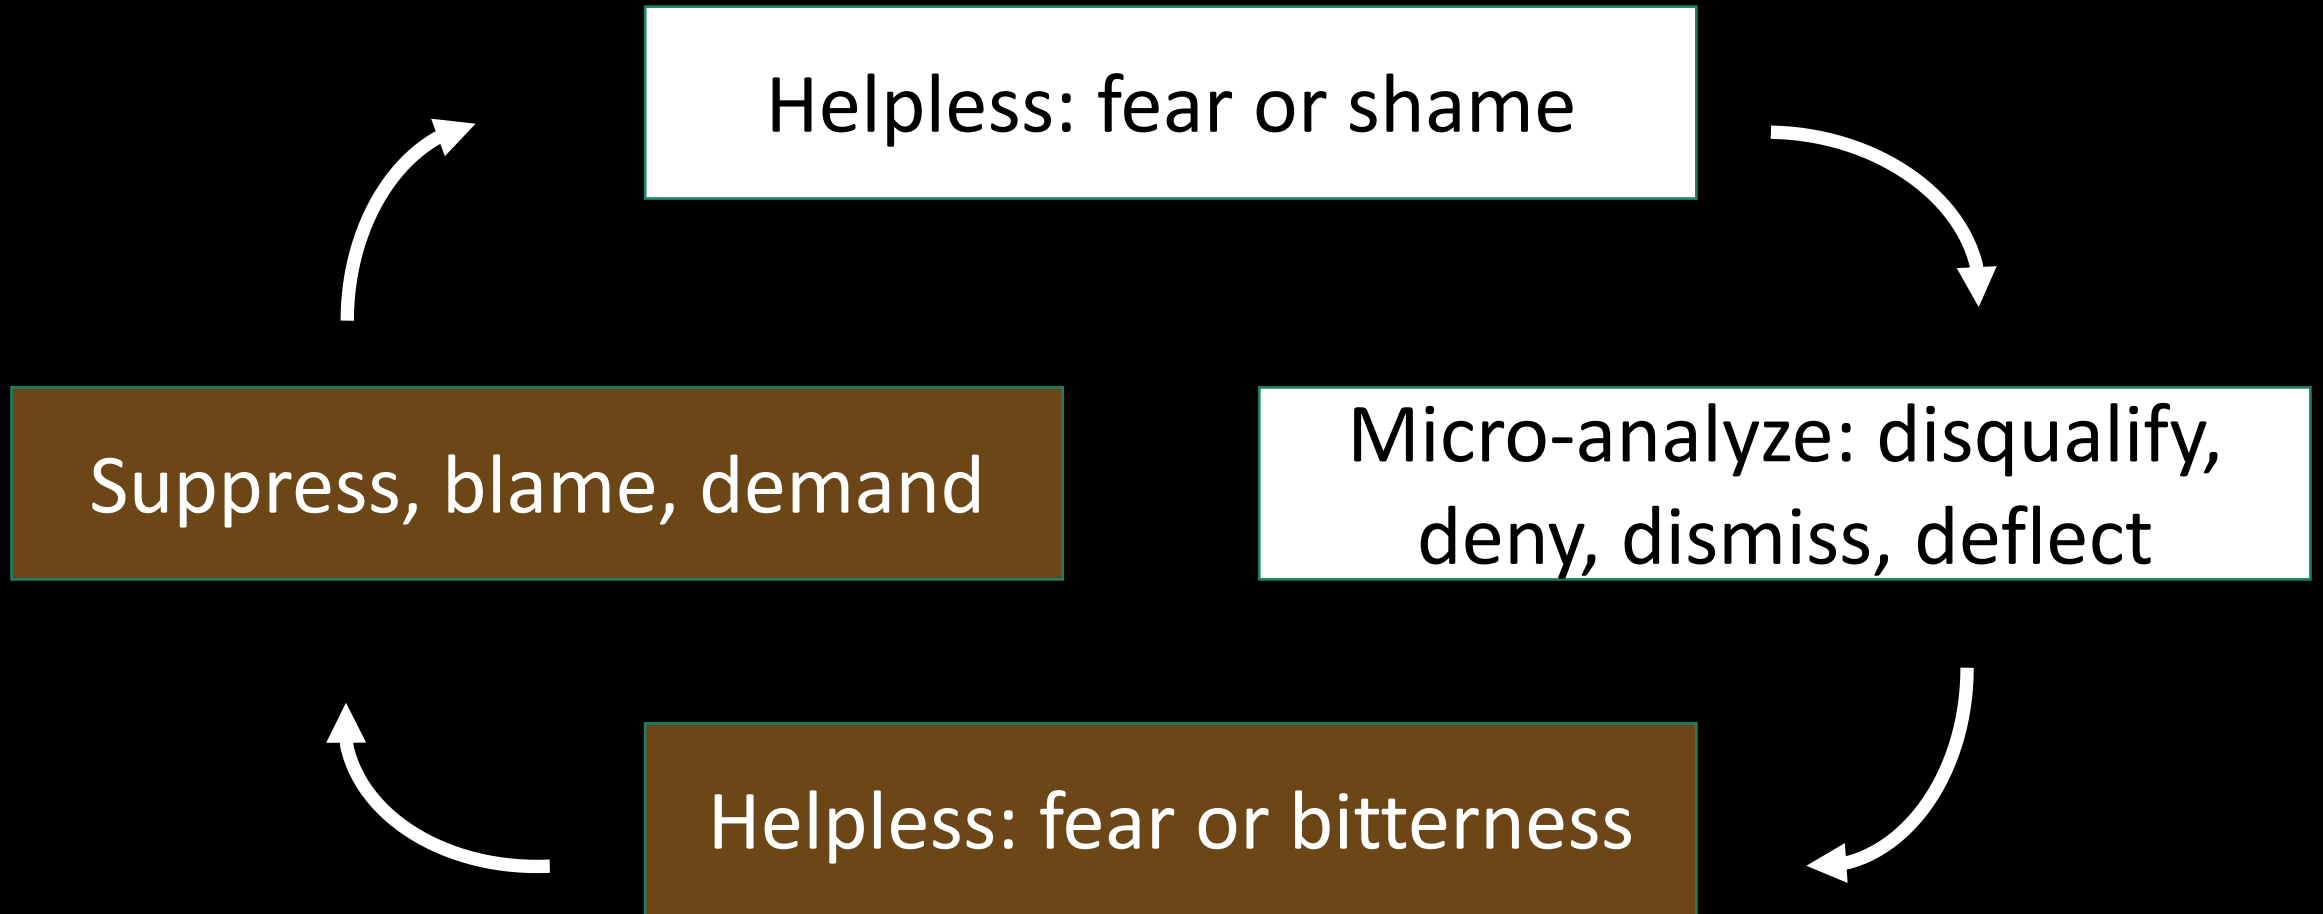 Helpless: fear or shame
Suppress, blame, demand
Micro-analyze: disqualify,
deny, dismiss, deflect
Helpless: fear or bitterness